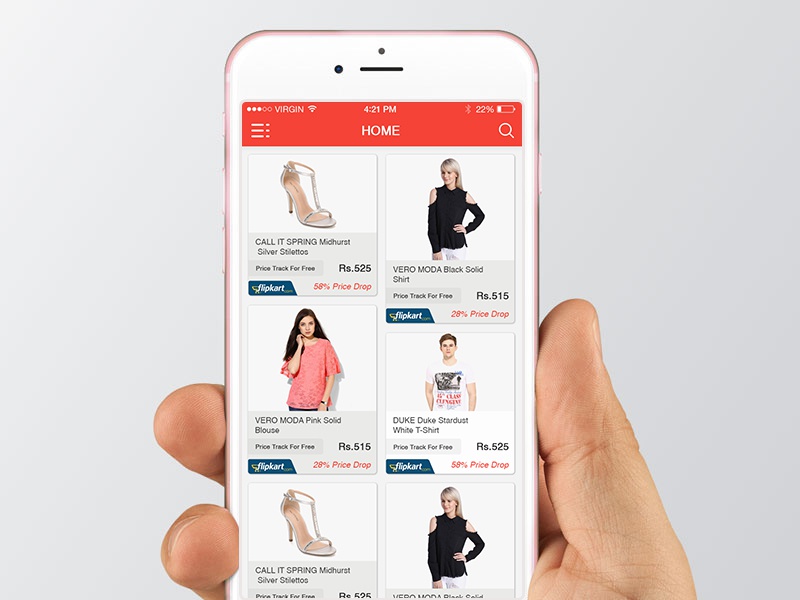 VIRGIN 4:21 PM 22%
HOME
CALL IT SPRING Midhurst
Silver Stilettos
Price Track For Free Rs.525
flipkart.com 58% Price Drop
VERO MODA Black Solid
Shirt
Price Track For Free Rs.515
flipkart.com 28% Price Drop
VERO MODA Pink Solid
Blouse
Price Track For Free Rs.515
flipkart.com 28% Price Drop
DUKE Duke Stardust
White T-Shirt
Price Track For Free Rs.525
flipkart.com 58% Price Drop
CALL IT SPRING Midhurst
Silver Stilettos
Price Track For Free Rs.525
VERO MODA Black Solid